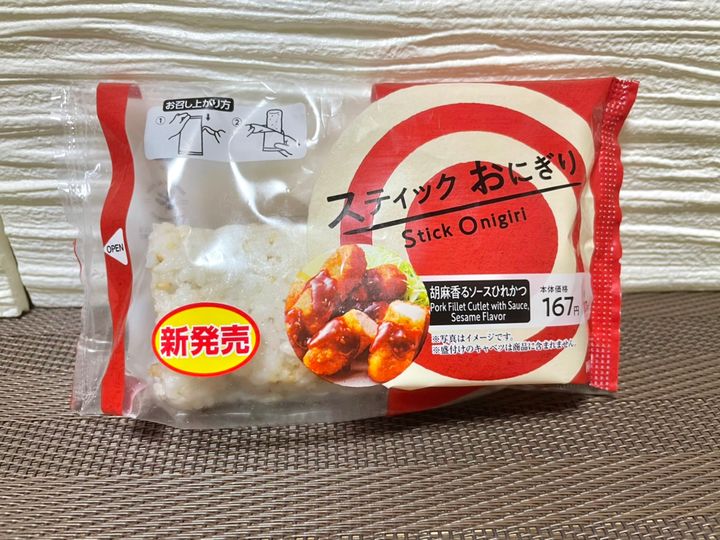 お召し上がり方
① ②
OPEN
スティック おにぎり
Stick Onigiri
胡麻香るソースひれかつ
Pork Fillet Cutlet with Sauce,
Sesame Flavor
本体価格
167円
新発売
※写真はイメージです。
※盛付けのキャベツは商品に含まれません。